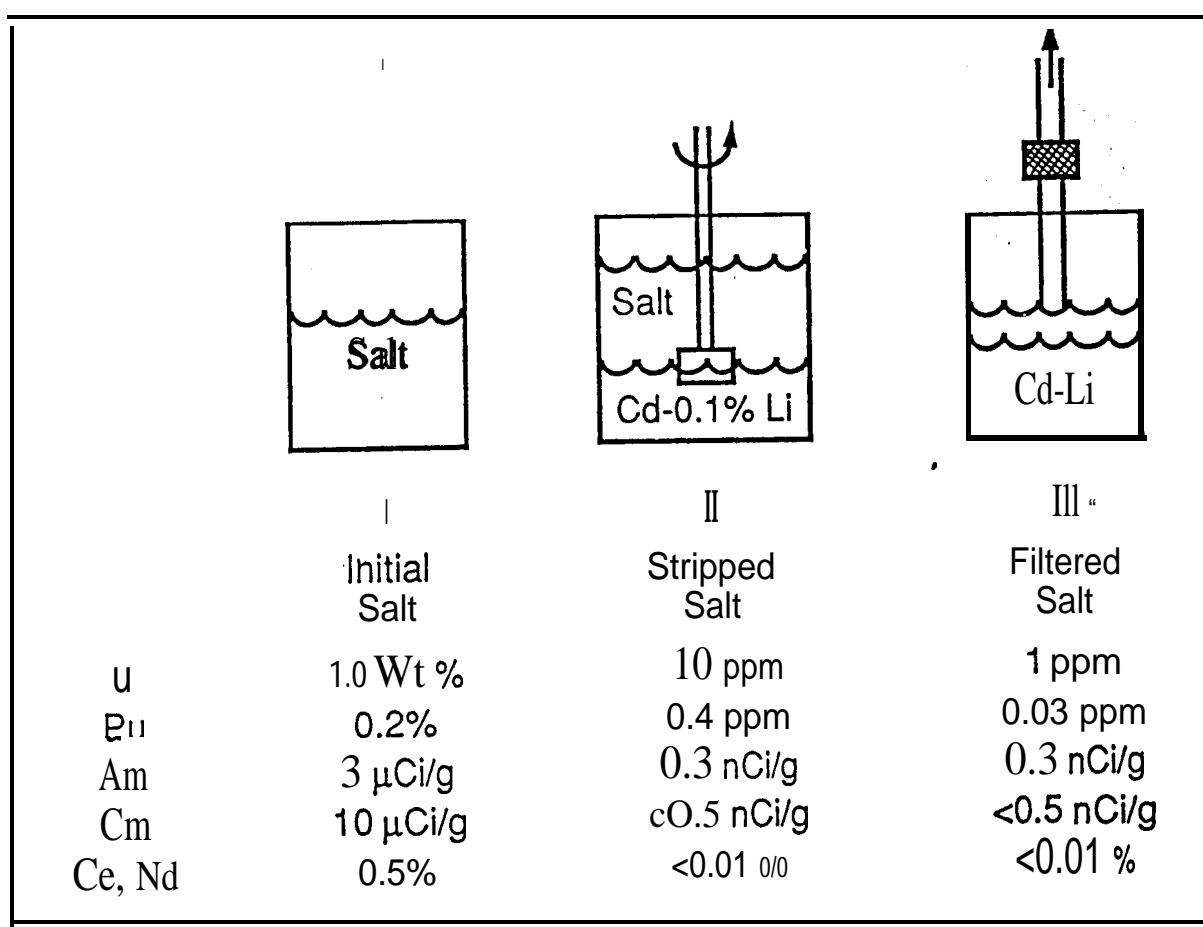 Salt
Salt
Cd-0.1% Li
Cd-Li
I II III “
Initial Salt
Stripped Salt
Filtered Salt
u 1.0 Wt % 10 ppm 1 ppm
0.2% 0.4 ppm 0.03 ppm
Am 3 µCi/g 0.3 nCi/g 0.3 nCi/g
Cm 10 µCi/g cO.5 nCi/g <0.5 nCi/g
Ce, Nd 0.5% <0.01 0/0 <0.01 %